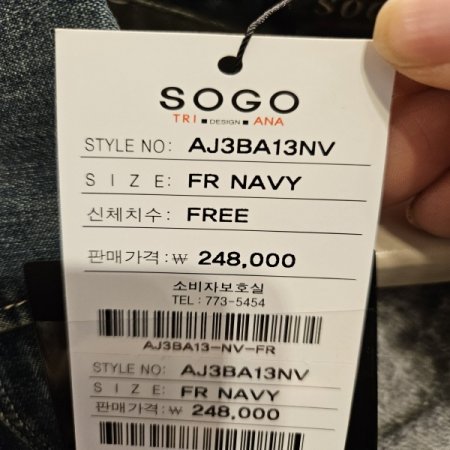 SOGO
SOGO
TRI ■ DESIGN ■ ANA
STYLE NO: AJ3BA13NV
SIZE: FR NAVY
신체치수: FREE
판매가격:₩ 248,000
소비자보호실
TEL: 773-5454
AJ3BA13-NV-FR
STYLE NO: AJ3BA13NV
SIZE: FR NAVY
판매가격:₩ 248,000